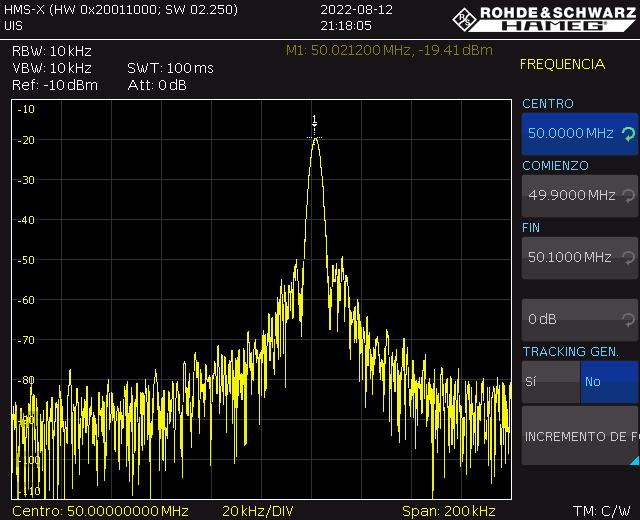 HMS-X (HW 0x20011000; SW 02.250)
2022-08-12
UIS
21:18:05
ROHDE & SCHWARZ
HAMEG
RBW: 10 kHz
M1: 50.021200 MHz, -19.41 dBm
VBW: 10 kHz
SWT: 100 ms
Ref: -10 dBm
Att: 0 dB
FREQUENCIA
-10
1
-20
-30
-40
-50
-60
-70
-80
-90
-100
-110
CENTRO
50.0000 MHz
COMIENZO
49.9000 MHz
FIN
50.1000 MHz
0 dB
TRACKING GEN.
Sí
No
INCREMENTO DE F
Centro: 50.00000000 MHz
20 kHz/DIV
Span: 200 kHz
TM: C/W